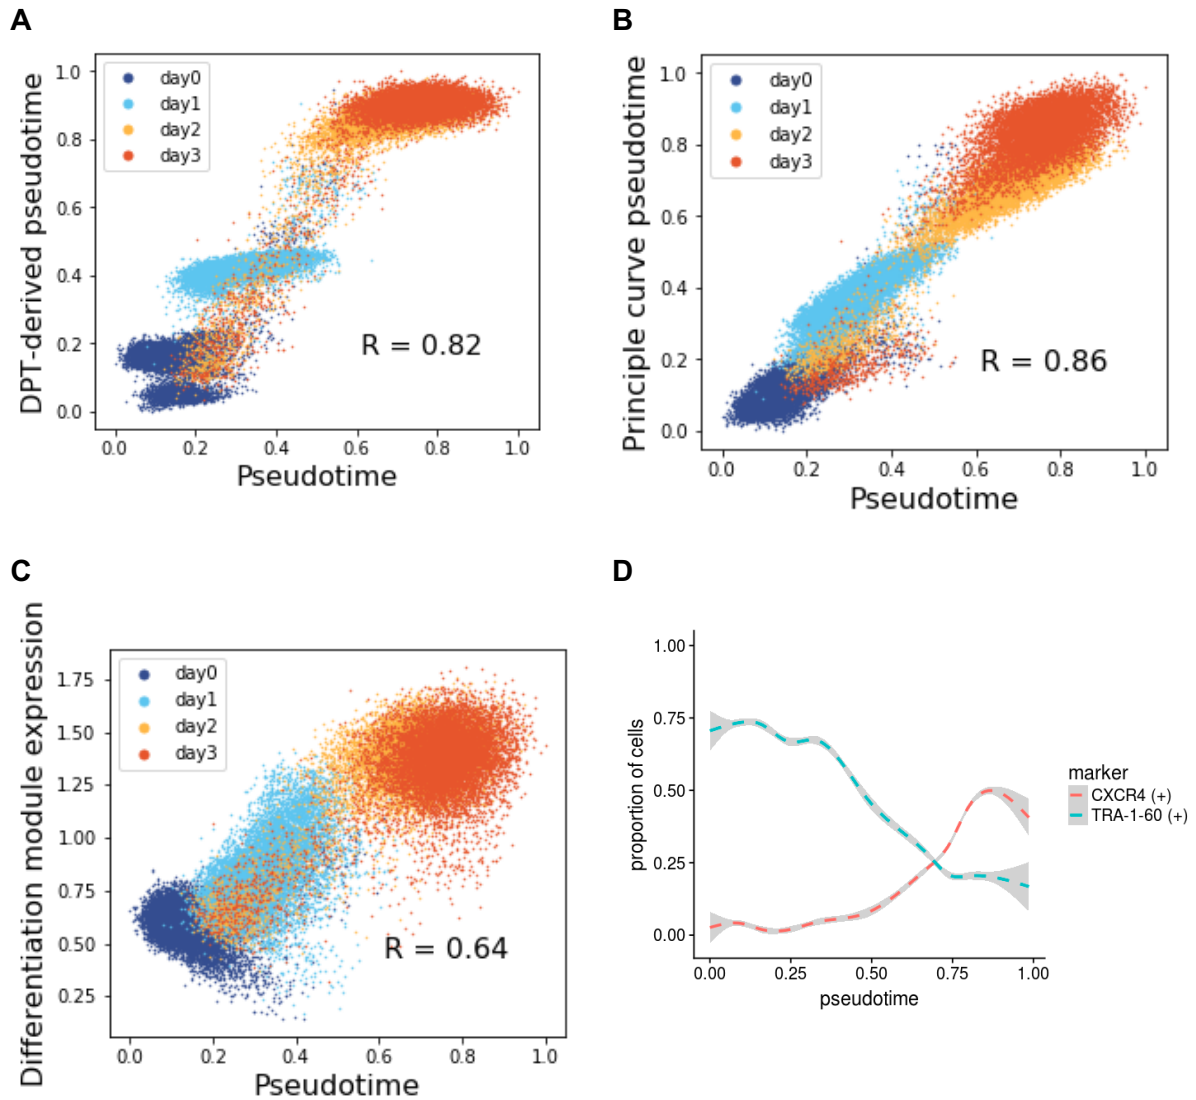 A
DPT-derived pseudotime
1.0
0.8
0.6
0.4
0.2
0.0
day0
day1
day2
day3
R = 0.82
0.0 0.2 0.4 0.6 0.8 1.0
Pseudotime
B
Principle curve pseudotime
1.0
0.8
0.6
0.4
0.2
0.0
day0
day1
day2
day3
R = 0.86
0.0 0.2 0.4 0.6 0.8 1.0
Pseudotime
C
Differentiation module expression
1.75
1.50
1.25
1.00
0.75
0.50
0.25
day0
day1
day2
day3
R = 0.64
0.0 0.2 0.4 0.6 0.8 1.0
Pseudotime
D
proportion of cells
1.00
0.75
0.50
0.25
0.00
0.00 0.25 0.50 0.75 1.00
pseudotime
marker
CXCR4 (+)
TRA-1-60 (+)